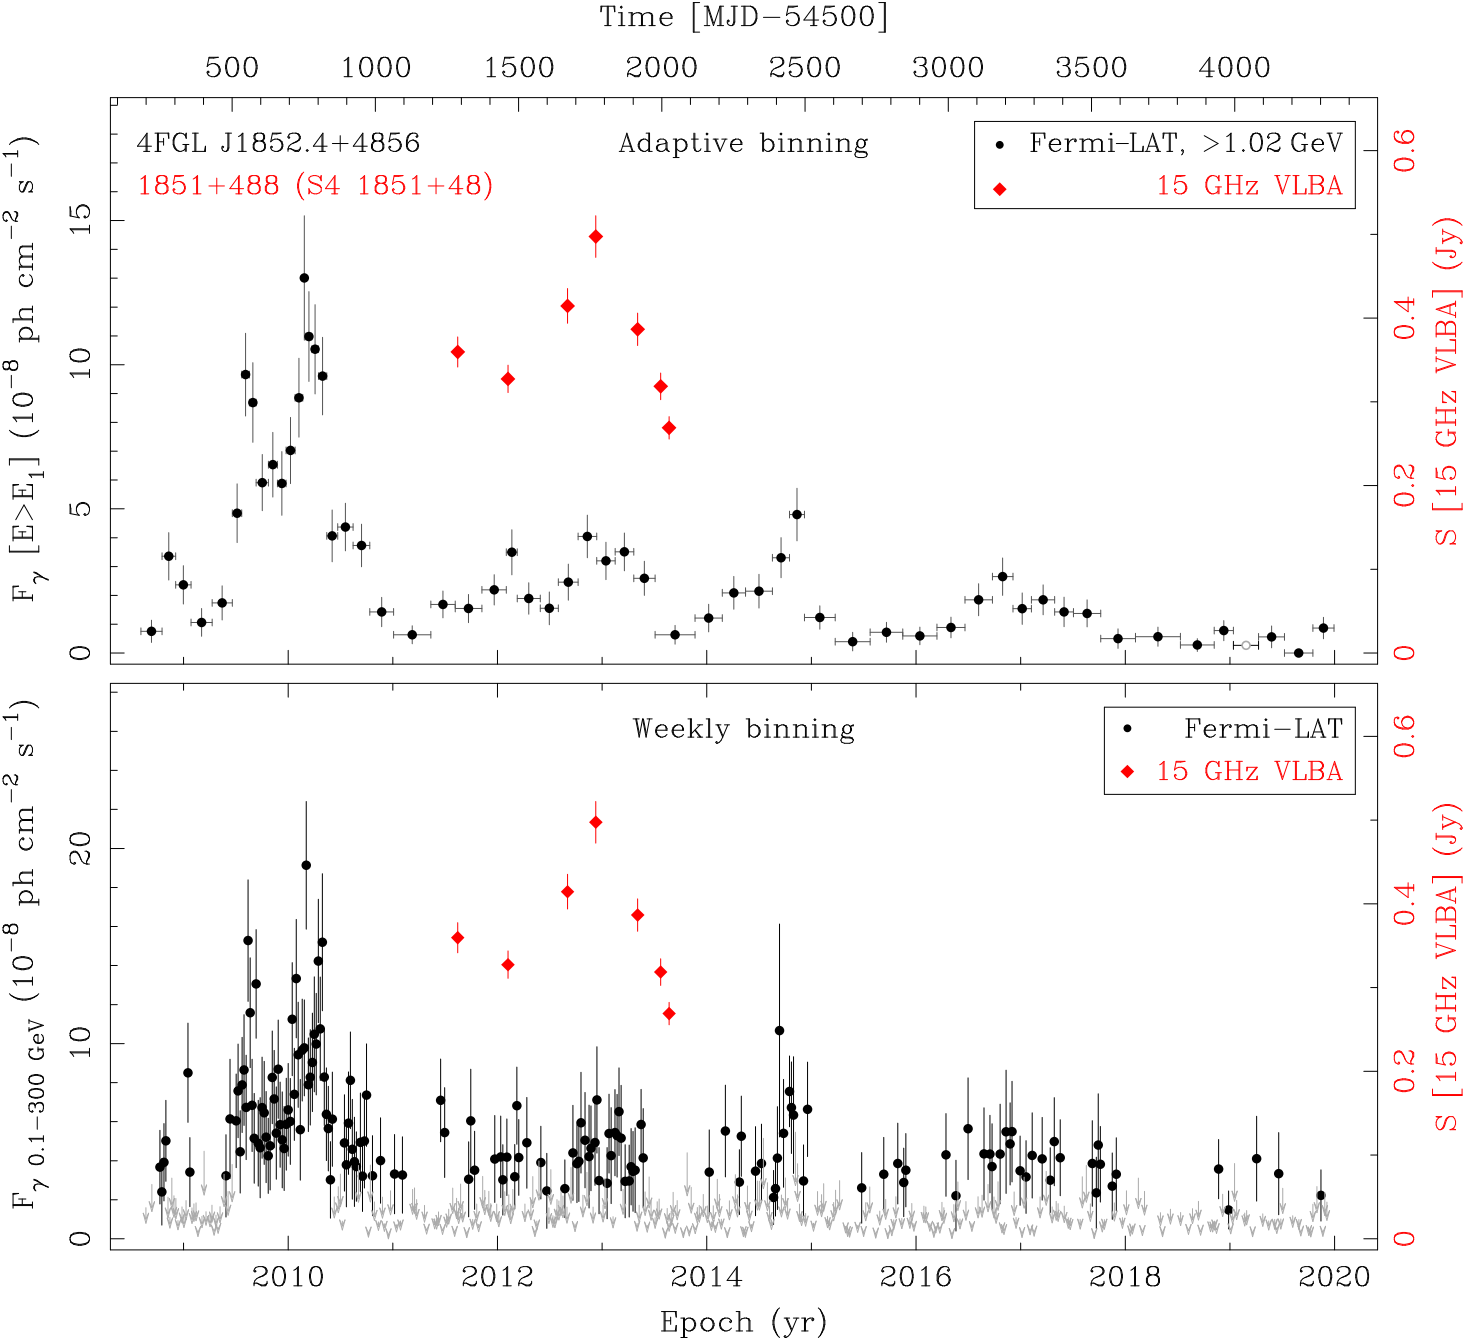 Time [MJD−54500]
500 1000 1500 2000 2500 3000 3500 4000
4FGL J1852.4+4856
1851+488 (S4 1851+48)
Adaptive binning
Fermi−LAT, >1.02 GeV
15 GHz VLBA
Fγ [E>E1] (10−8 ph cm−2 s−1)
15
10
5
0
0.6
0.4
0.2
0
S [15 GHz VLBA] (Jy)
Weekly binning
Fermi−LAT
15 GHz VLBA
Fγ 0.1−300 GeV (10−8 ph cm−2 s−1)
20
10
0
0.6
0.4
0.2
0
S [15 GHz VLBA] (Jy)
2010 2012 2014 2016 2018 2020
Epoch (yr)